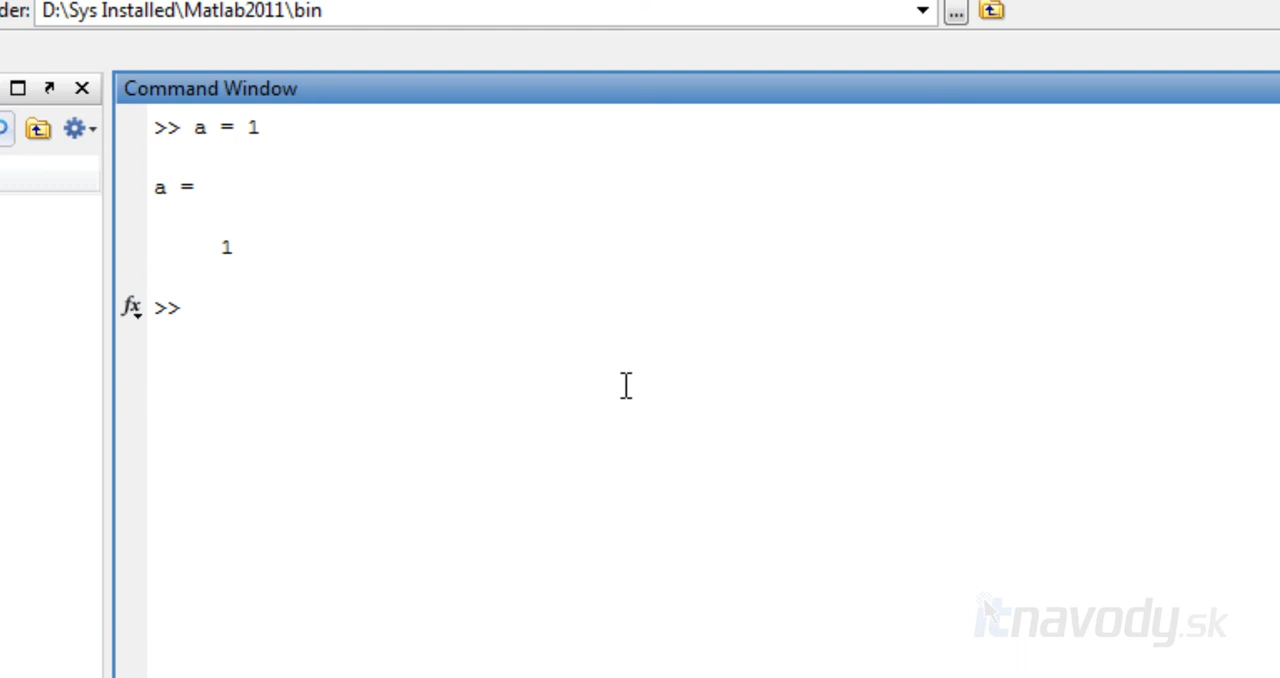 der: D:\Sys Installed\Matlab2011\bin
...
Command Window
>> a = 1
a =
1
fx >>
itnavody.sk